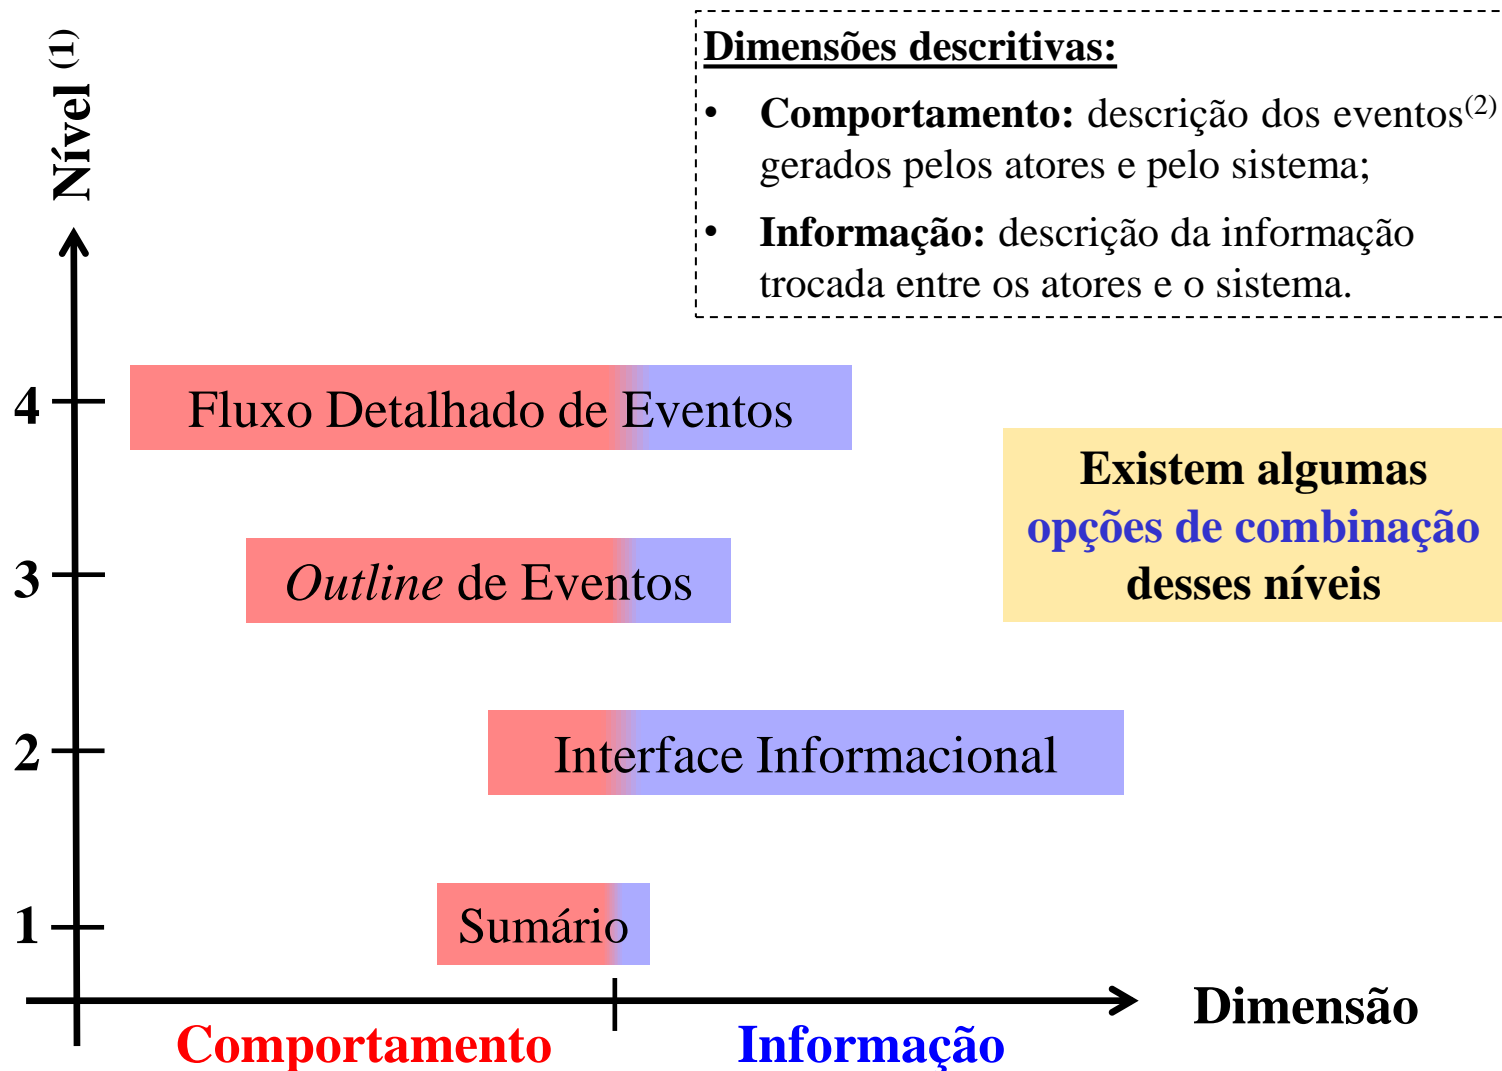 Nível (1)
Dimensões descritivas:
• Comportamento: descrição dos eventos(2)
gerados pelos atores e pelo sistema;
• Informação: descrição da informação
trocada entre os atores e o sistema.
4
Fluxo Detalhado de Eventos
Existem algumas
opções de combinação
desses níveis
3
Outline de Eventos
2
Interface Informacional
1
Sumário
Dimensão
Comportamento
Informação